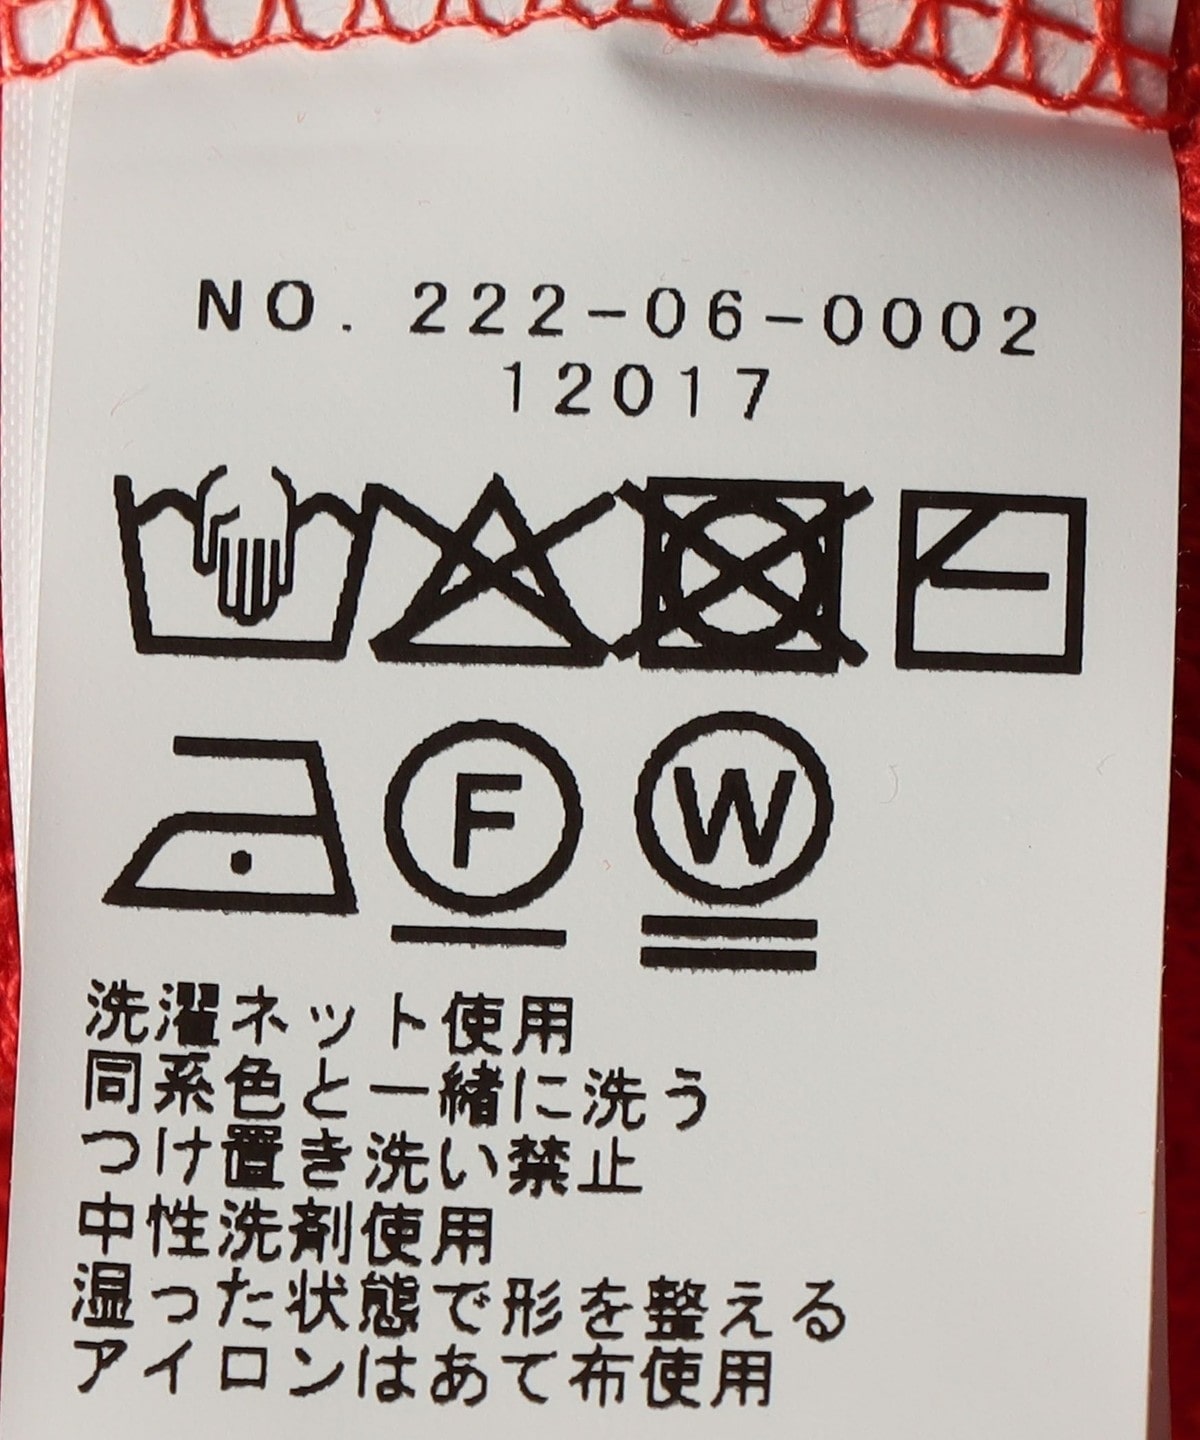 NO. 222-06-0002
12017
F W
洗濯ネット使用
同系色と一緒に洗う
つけ置き洗い禁止
中性洗剤使用
湿った状態で形を整える
アイロンはあて布使用